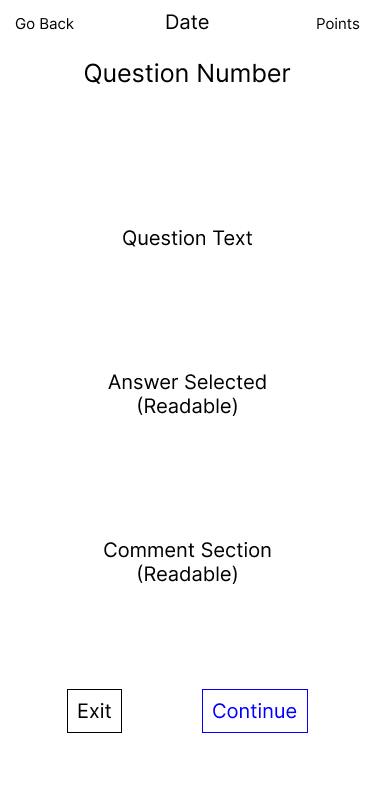 Go Back Date Points
Question Number
Question Text
Answer Selected
(Readable)
Comment Section
(Readable)
Exit Continue